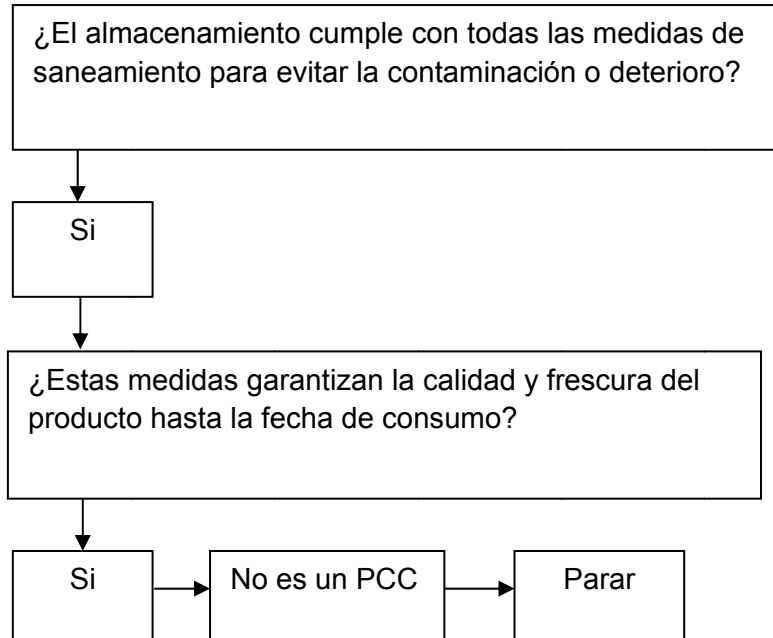 ¿El almacenamiento cumple con todas las medidas de
saneamiento para evitar la contaminación o deterioro?
Si
¿Estas medidas garantizan la calidad y frescura del
producto hasta la fecha de consumo?
Si
No es un PCC
Parar